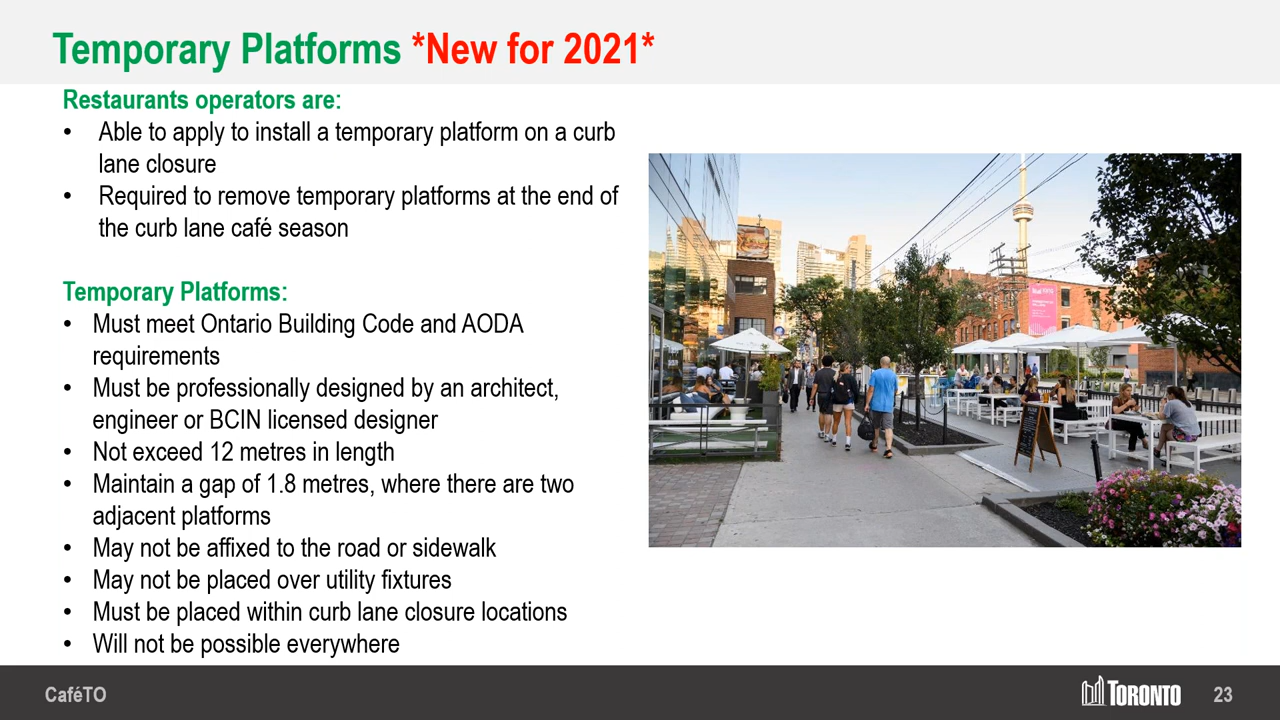 Temporary Platforms *New for 2021*
Restaurants operators are:
• Able to apply to install a temporary platform on a curb
lane closure
• Required to remove temporary platforms at the end of
the curb lane café season
Temporary Platforms:
• Must meet Ontario Building Code and AODA
requirements
• Must be professionally designed by an architect,
engineer or BCIN licensed designer
• Not exceed 12 metres in length
• Maintain a gap of 1.8 metres, where there are two
adjacent platforms
• May not be affixed to the road or sidewalk
• May not be placed over utility fixtures
• Must be placed within curb lane closure locations
• Will not be possible everywhere
CaféTO
TORONTO
23